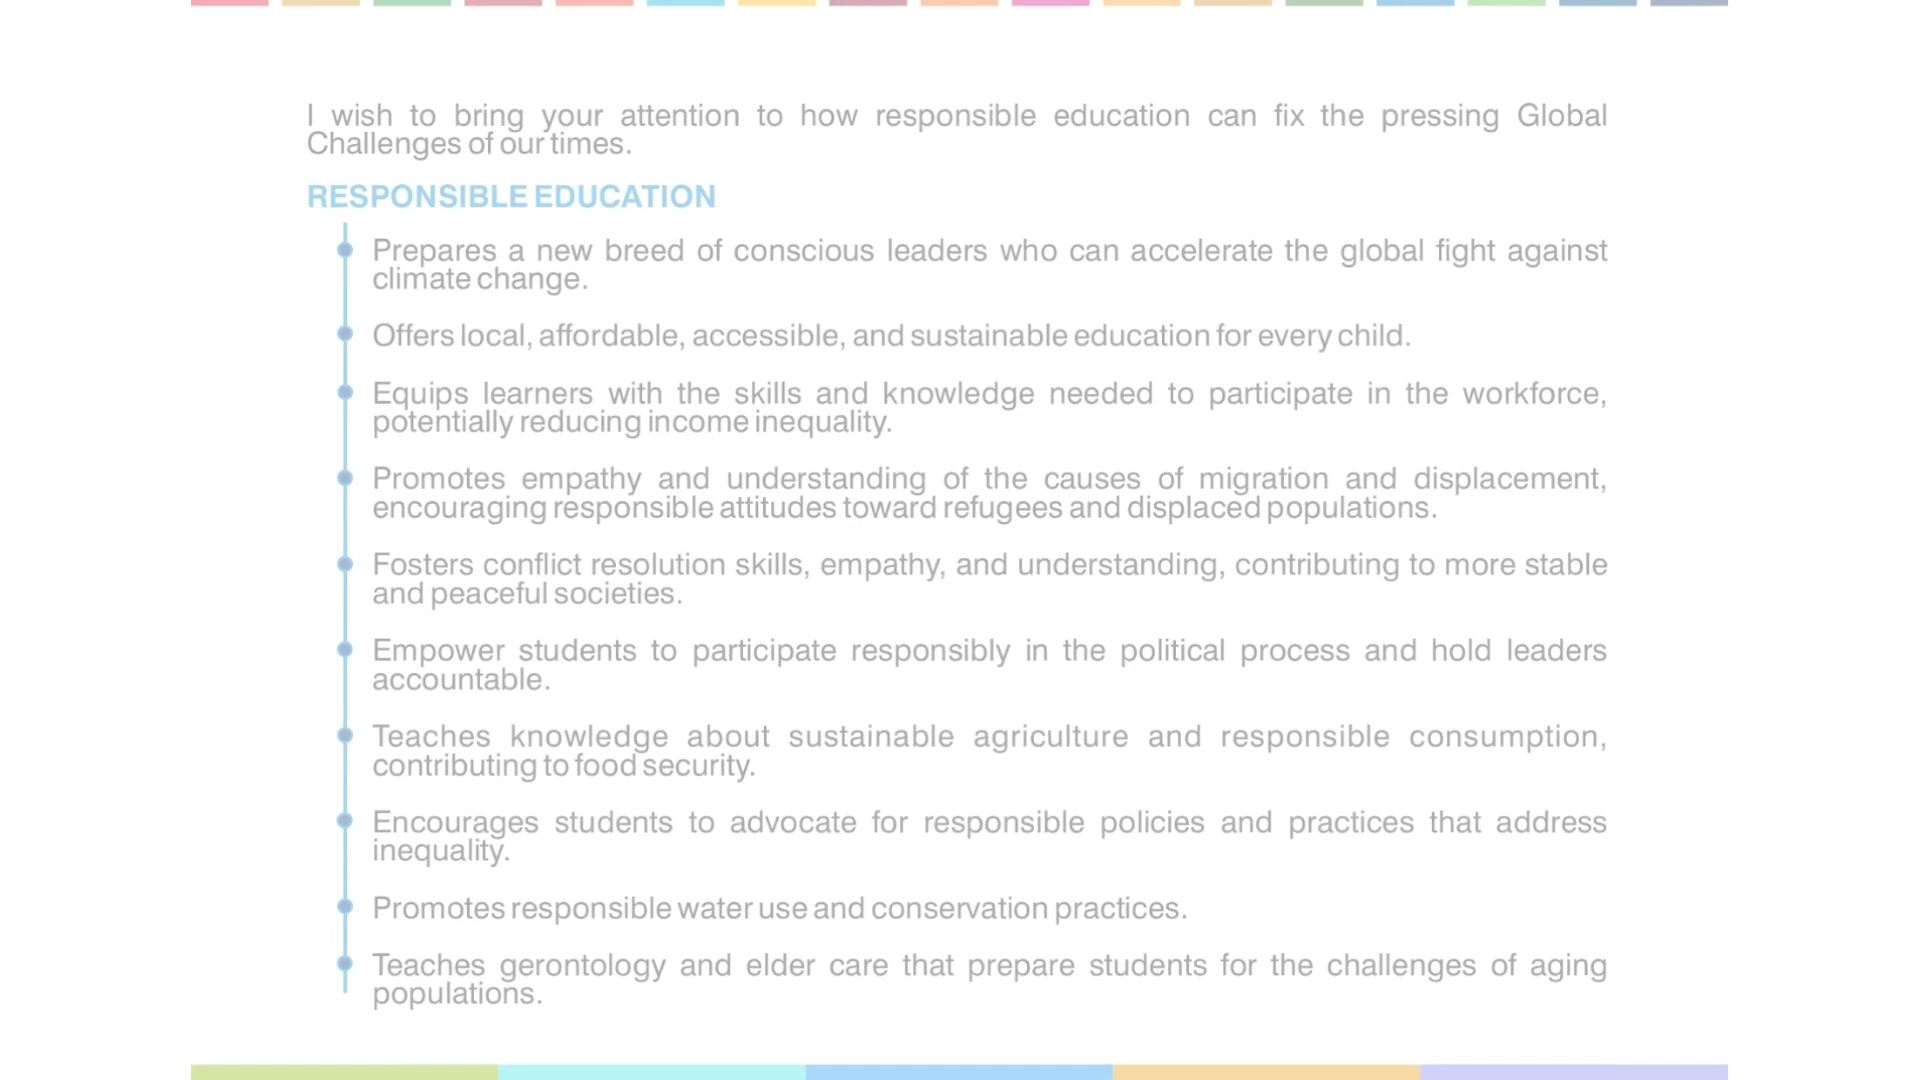 I wish to bring your attention to how responsible education can fix the pressing Global
Challenges of our times.
RESPONSIBLE EDUCATION
Prepares a new breed of conscious leaders who can accelerate the global fight against
climate change.
Offers local, affordable, accessible, and sustainable education for every child.
Equips learners with the skills and knowledge needed to participate in the workforce,
potentially reducing income inequality.
Promotes empathy and understanding of the causes of migration and displacement,
encouraging responsible attitudes toward refugees and displaced populations.
Fosters conflict resolution skills, empathy, and understanding, contributing to more stable
and peaceful societies.
Empower students to participate responsibly in the political process and hold leaders
accountable.
Teaches knowledge about sustainable agriculture and responsible consumption,
contributing to food security.
Encourages students to advocate for responsible policies and practices that address
inequality.
Promotes responsible water use and conservation practices.
Teaches gerontology and elder care that prepare students for the challenges of aging
populations.